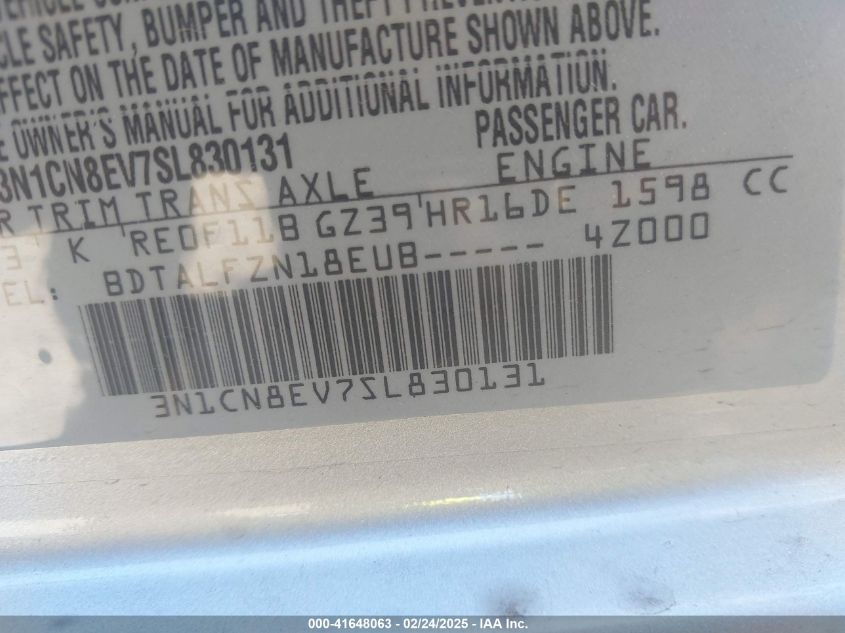 VEHICLE SAFETY, BUMPER AND THEFT PREVENTION
EFFECT ON THE DATE OF MANUFACTURE SHOWN ABOVE.
OWNER'S MANUAL FOR ADDITIONAL INFORMATION.
3N1CN8EV7SL830131 PASSENGER CAR.
TRIM TRANS AXLE ENGINE
K RE0F11B GZ39 HR16DE 1598 CC
BDTALFZN18EUB----- 4Z000
3N1CN8EV7SL830131
000-41648063 - 02/24/2025 - IAA Inc.